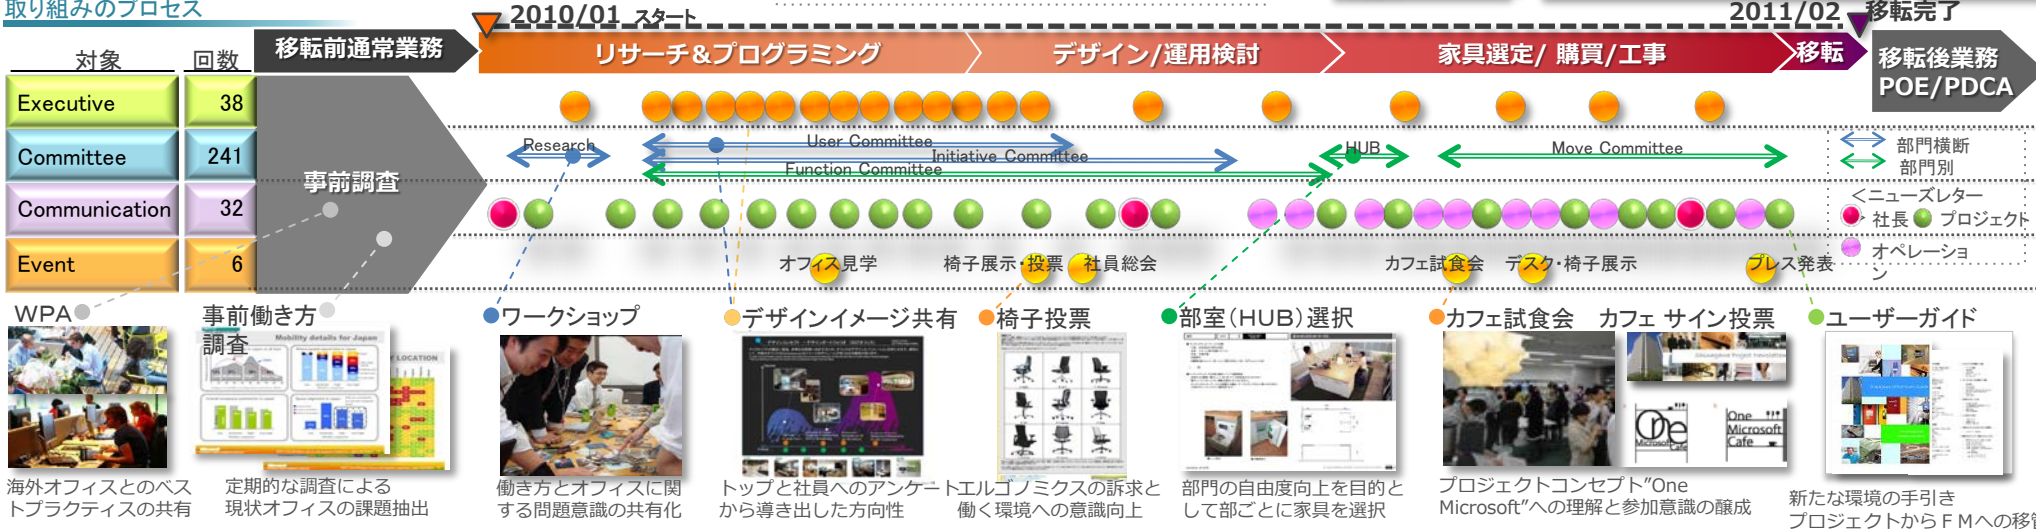 取り組みのプロセス
2010/01 スタート
2011/02 移転完了
対象 回数
移転前通常業務
リサーチ&プログラミング
デザイン/運用検討
家具選定/ 購買/工事
移転
移転後業務
POE/PDCA
Executive 38
Committee 241
Communication 32
Event 6
事前調査
Research
User Committee
Initiative Committee
Function Committee
HUB
Move Committee
部門横断
部門別
<ニューズレター
社長 プロジェクト
オペレーショ
ン
オフィス見学
椅子展示・投票
社員総会
カフェ試食会
デスク・椅子展示
プレス発表
WPA
事前働き方
調査
ワークショップ
デザインイメージ共有
椅子投票
部室(HUB)選択
カフェ試食会 カフェ サイン投票
ユーザーガイド
Mobility details for Japan
LOCATION
One
Microsoft
Cafe
One
Microsoft
Cafe
海外オフィスとのベス
トプラクティスの共有
定期的な調査による
現状オフィスの課題抽出
働き方とオフィスに関
する問題意識の共有化
トップと社員へのアンケート
から導き出した方向性
エルゴノミクスの訴求と
働く環境への意識向上
部門の自由度向上を目的と
して部ごとに家具を選択
プロジェクトコンセプト"One
Microsoft"への理解と参加意識の醸成
新たな環境の手引き
プロジェクトからFMへの移管